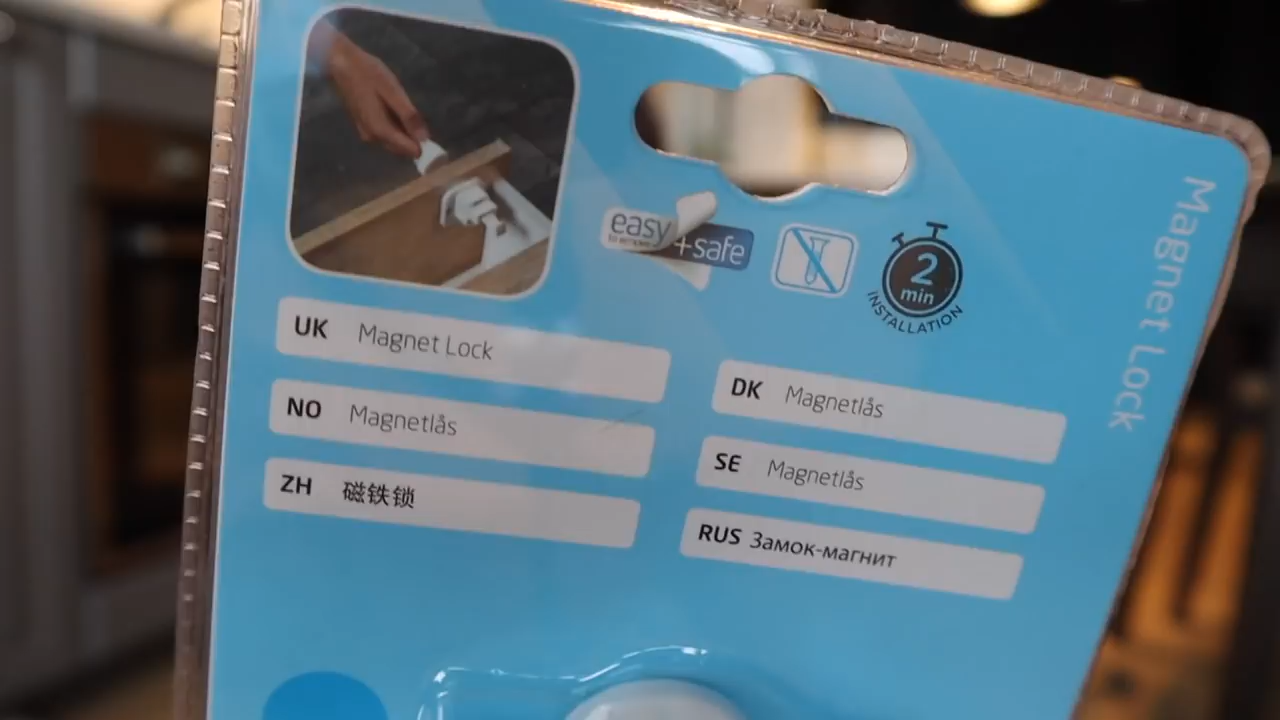 easy
+safe
2
min
INSTALLATION
Magnet Lock
UK Magnet Lock
DK Magnetlås
NO Magnetlås
SE Magnetlås
ZH 磁铁锁
RUS Замок-магнит